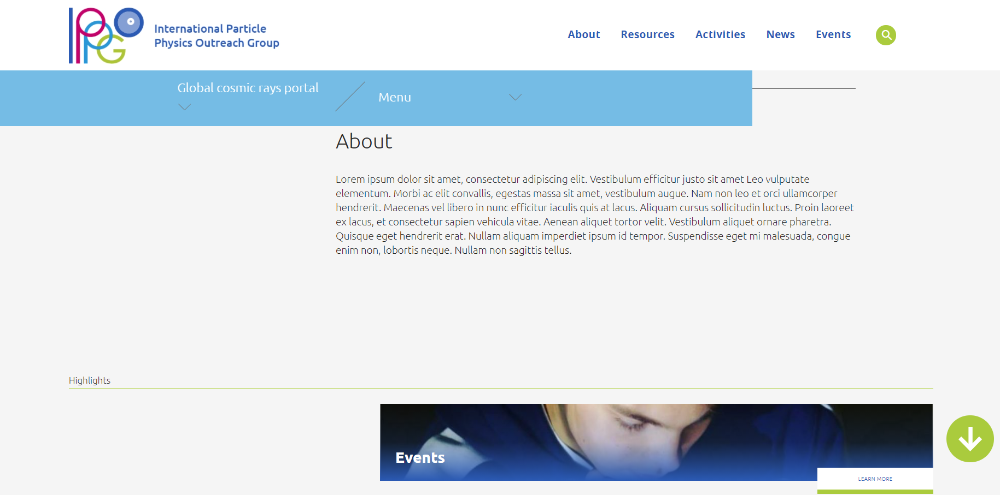 IPPOG
International Particle
Physics Outreach Group
About Resources Activities News Events
Global cosmic rays portal
Menu
About
Lorem ipsum dolor sit amet, consectetur adipiscing elit. Vestibulum efficitur justo sit amet Leo vulputate
elementum. Morbi ac elit convallis, egestas massa sit amet, vestibulum augue. Nam non leo et orci ullamcorper
hendrerit. Maecenas vel libero in nunc efficitur iaculis quis at lacus. Aliquam cursus sollicitudin luctus. Proin laoreet
ex lacus, et consectetur sapien vehicula vitae. Aenean aliquet tortor velit. Vestibulum aliquet ornare pharetra.
Quisque eget hendrerit erat. Nullam aliquam imperdiet ipsum id tempor. Suspendisse eget mi malesuada, congue
enim non, lobortis neque. Nullam non sagittis tellus.
Highlights
Events
LEARN MORE